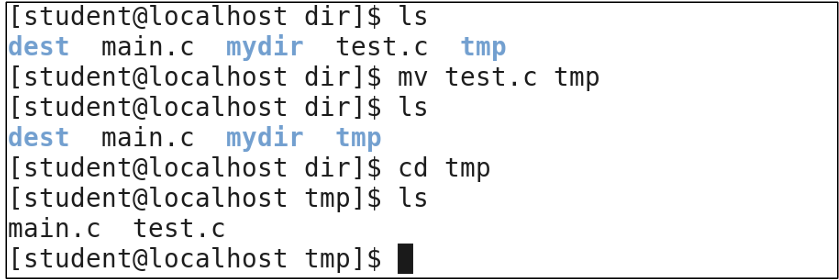 [student@localhost dir]$ ls
dest  main.c  mydir  test.c  tmp
[student@localhost dir]$ mv test.c tmp
[student@localhost dir]$ ls
dest  main.c  mydir  tmp
[student@localhost dir]$ cd tmp
[student@localhost tmp]$ ls
main.c  test.c
[student@localhost tmp]$